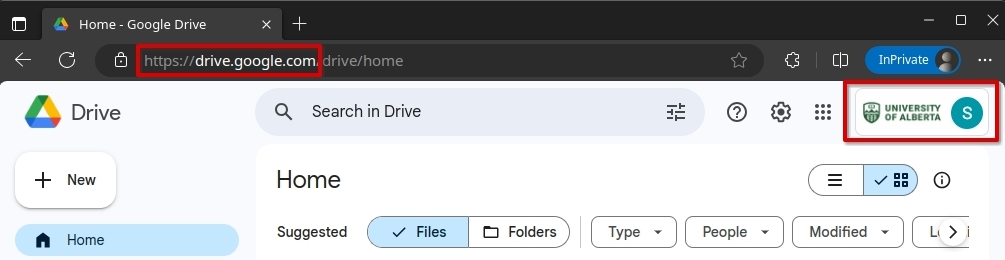 Home - Google Drive
https://drive.google.com/drive/home
InPrivate
Drive
Search in Drive
UNIVERSITY
OF ALBERTA
S
New
Home
Home
Suggested
Files
Folders
Type
People
Modified